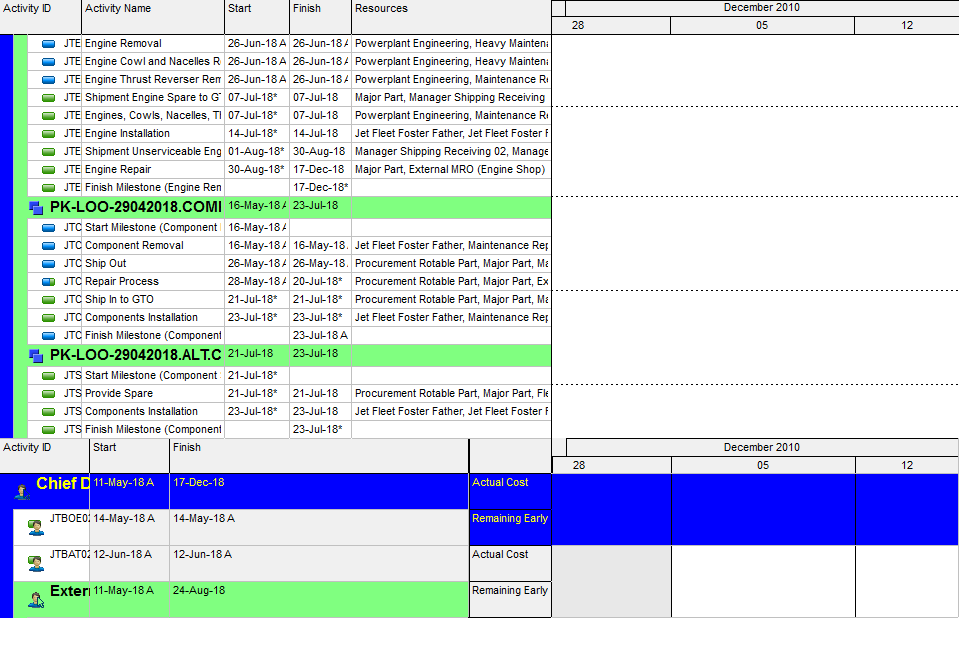 Activity ID Activity Name Start Finish Resources December 2010
28 05 12
JTE Engine Removal 26-Jun-18 A 26-Jun-18 A Powerplant Engineering, Heavy Maintena
JTE Engine Cowl and Nacelles R 26-Jun-18 A 26-Jun-18 A Powerplant Engineering, Heavy Maintena
JTE Engine Thrust Reverser Rem 26-Jun-18 A 26-Jun-18 A Powerplant Engineering, Maintenance Re
JTE Shipment Engine Spare to GT 07-Jul-18* 07-Jul-18 Major Part, Manager Shipping Receiving
JTE Engines, Cowls, Nacelles, Tl 07-Jul-18* 07-Jul-18 Powerplant Engineering, Maintenance Re
JTE Engine Installation 14-Jul-18* 14-Jul-18 Jet Fleet Foster Father, Jet Fleet Foster F
JTE Shipment Unserviceable Eng 01-Aug-18* 30-Aug-18 Manager Shipping Receiving 02, Manage
JTE Engine Repair 30-Aug-18* 17-Dec-18 Major Part, External MRO (Engine Shop)
JTE Finish Milestone (Engine Ren 17-Dec-18*
PK-LOO-29042018.COMI 16-May-18 A 23-Jul-18
JTC Start Milestone (Component 16-May-18 A
JTC Component Removal 16-May-18 A 16-May-18 Jet Fleet Foster Father, Maintenance Rep
JTC Ship Out 26-May-18 A 26-May-18 Procurement Rotable Part, Major Part, Ma
JTC Repair Process 28-May-18 A 20-Jul-18* Procurement Rotable Part, Major Part, Ex
JTC Ship In to GTO 21-Jul-18* 21-Jul-18* Procurement Rotable Part, Major Part, Ma
JTC Components Installation 23-Jul-18* 23-Jul-18* Jet Fleet Foster Father, Maintenance Rep
JTC Finish Milestone (Component 23-Jul-18 A
PK-LOO-29042018.ALT.C 21-Jul-18 23-Jul-18
JTS Start Milestone (Component 21-Jul-18*
JTS Provide Spare 21-Jul-18* 21-Jul-18 Procurement Rotable Part, Major Part, Fle
JTS Components Installation 23-Jul-18* 23-Jul-18 Jet Fleet Foster Father, Jet Fleet Foster F
JTS Finish Milestone (Component 23-Jul-18*
Activity ID Start Finish December 2010
28 05 12
Chief D 11-May-18 A 17-Dec-18 Actual Cost
JTBOE02 14-May-18 A 14-May-18 A Remaining Early
JTBAT02 12-Jun-18 A 12-Jun-18 A Actual Cost
Exter 11-May-18 A 24-Aug-18 Remaining Early